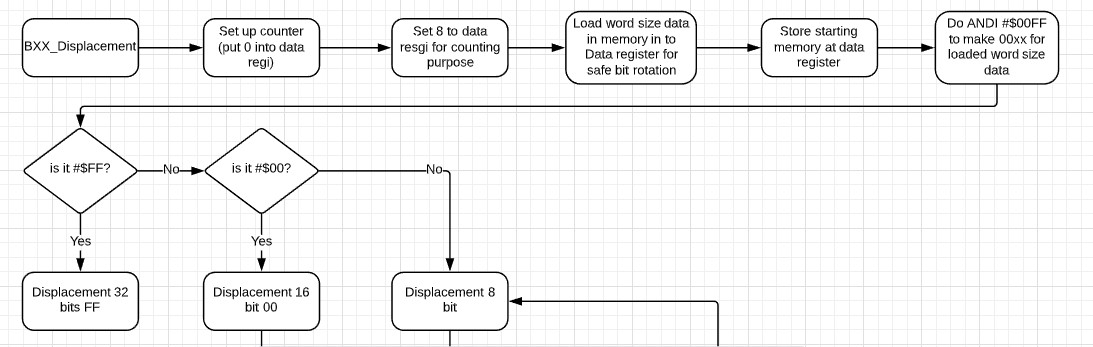 BXX_Displacement
Set up counter
(put 0 into data
regi)
Set 8 to data
resgi for counting
purpose
Load word size data
in memory in to
Data register for
safe bit rotation
Store starting
memory at data
register
Do ANDI #$00FF
to make 00xx for
loaded word size
data
is it #$FF?
No
is it #$00?
No
Yes
Yes
Displacement 32
bits FF
Displacement 16
bit 00
Displacement 8
bit